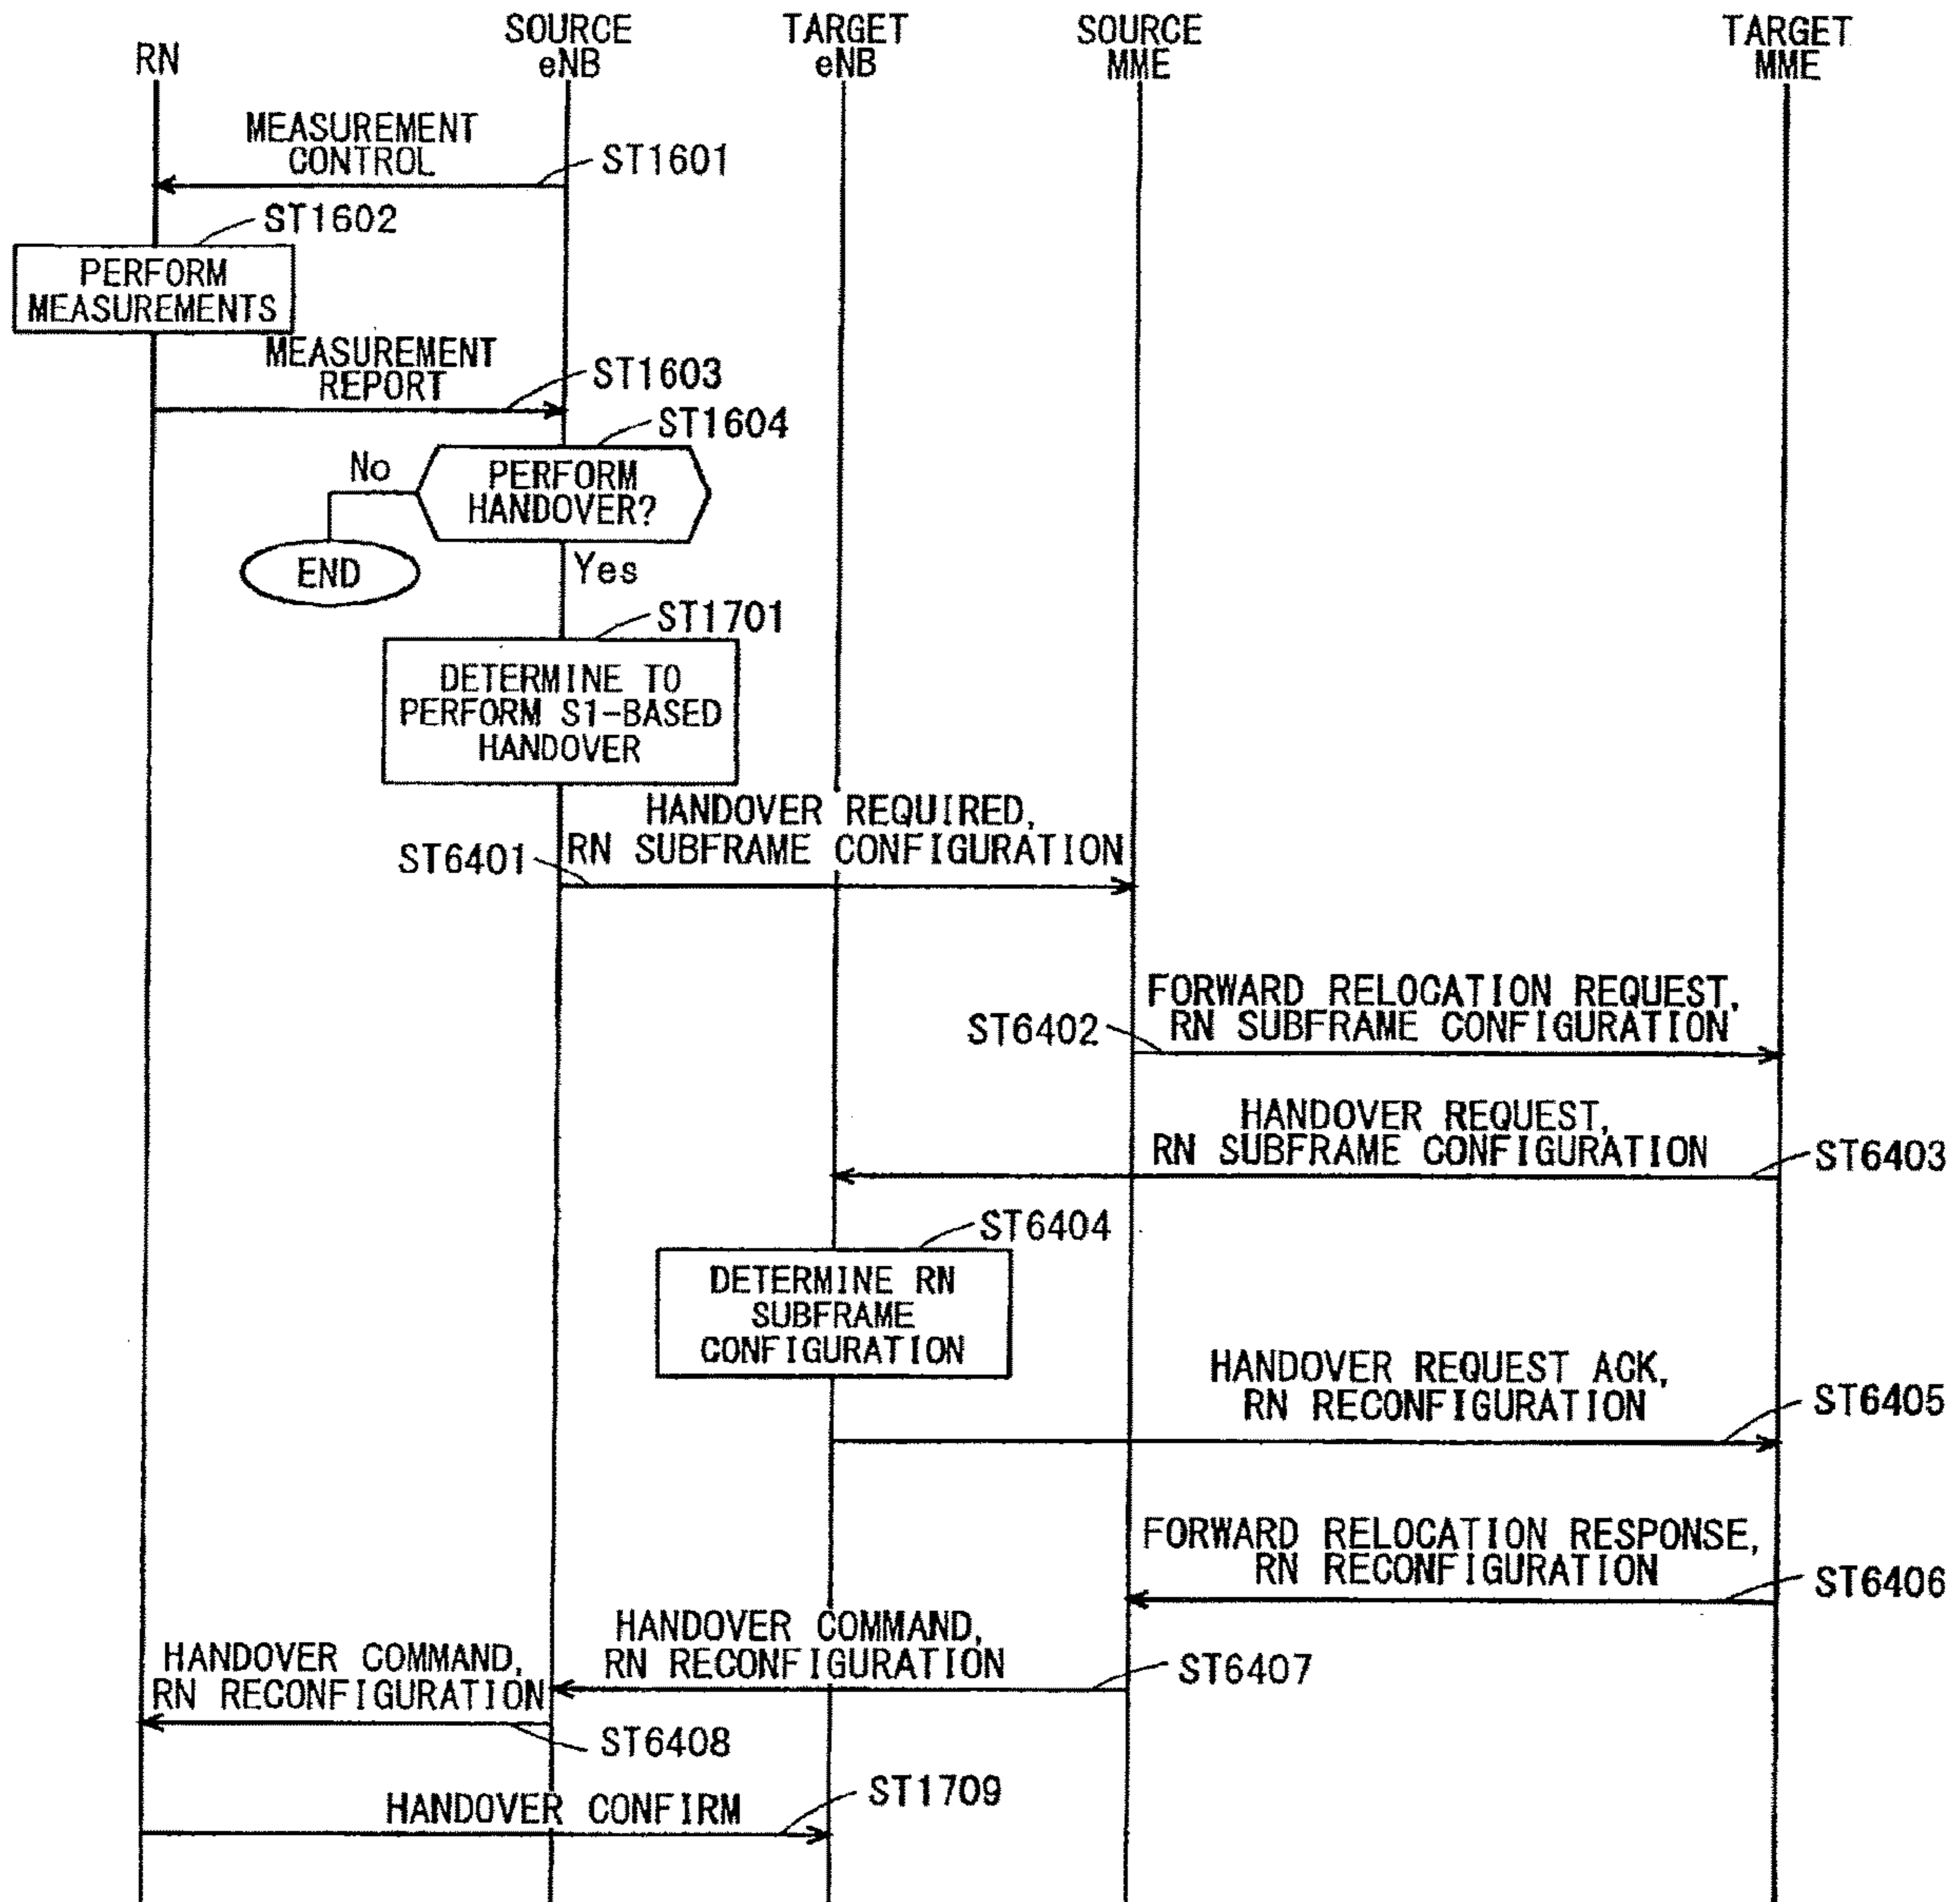 RN
SOURCE
eNB
TARGET
eNB
SOURCE
MME
TARGET
MME
MEASUREMENT
CONTROL
ST1601
ST1602
PERFORM
MEASUREMENTS
MEASUREMENT
REPORT
ST1603
ST1604
No
PERFORM
HANDOVER?
END
Yes
ST1701
DETERMINE TO
PERFORM S1-BASED
HANDOVER
HANDOVER REQUIRED,
RN SUBFRAME CONFIGURATION
ST6401
FORWARD RELOCATION REQUEST,
RN SUBFRAME CONFIGURATION
ST6402
HANDOVER REQUEST,
RN SUBFRAME CONFIGURATION
ST6403
ST6404
DETERMINE RN
SUBFRAME
CONFIGURATION
HANDOVER REQUEST ACK,
RN RECONFIGURATION
ST6405
FORWARD RELOCATION RESPONSE,
RN RECONFIGURATION
ST6406
HANDOVER COMMAND,
RN RECONFIGURATION
ST6407
HANDOVER COMMAND,
RN RECONFIGURATION
ST6408
HANDOVER CONFIRM
ST1709